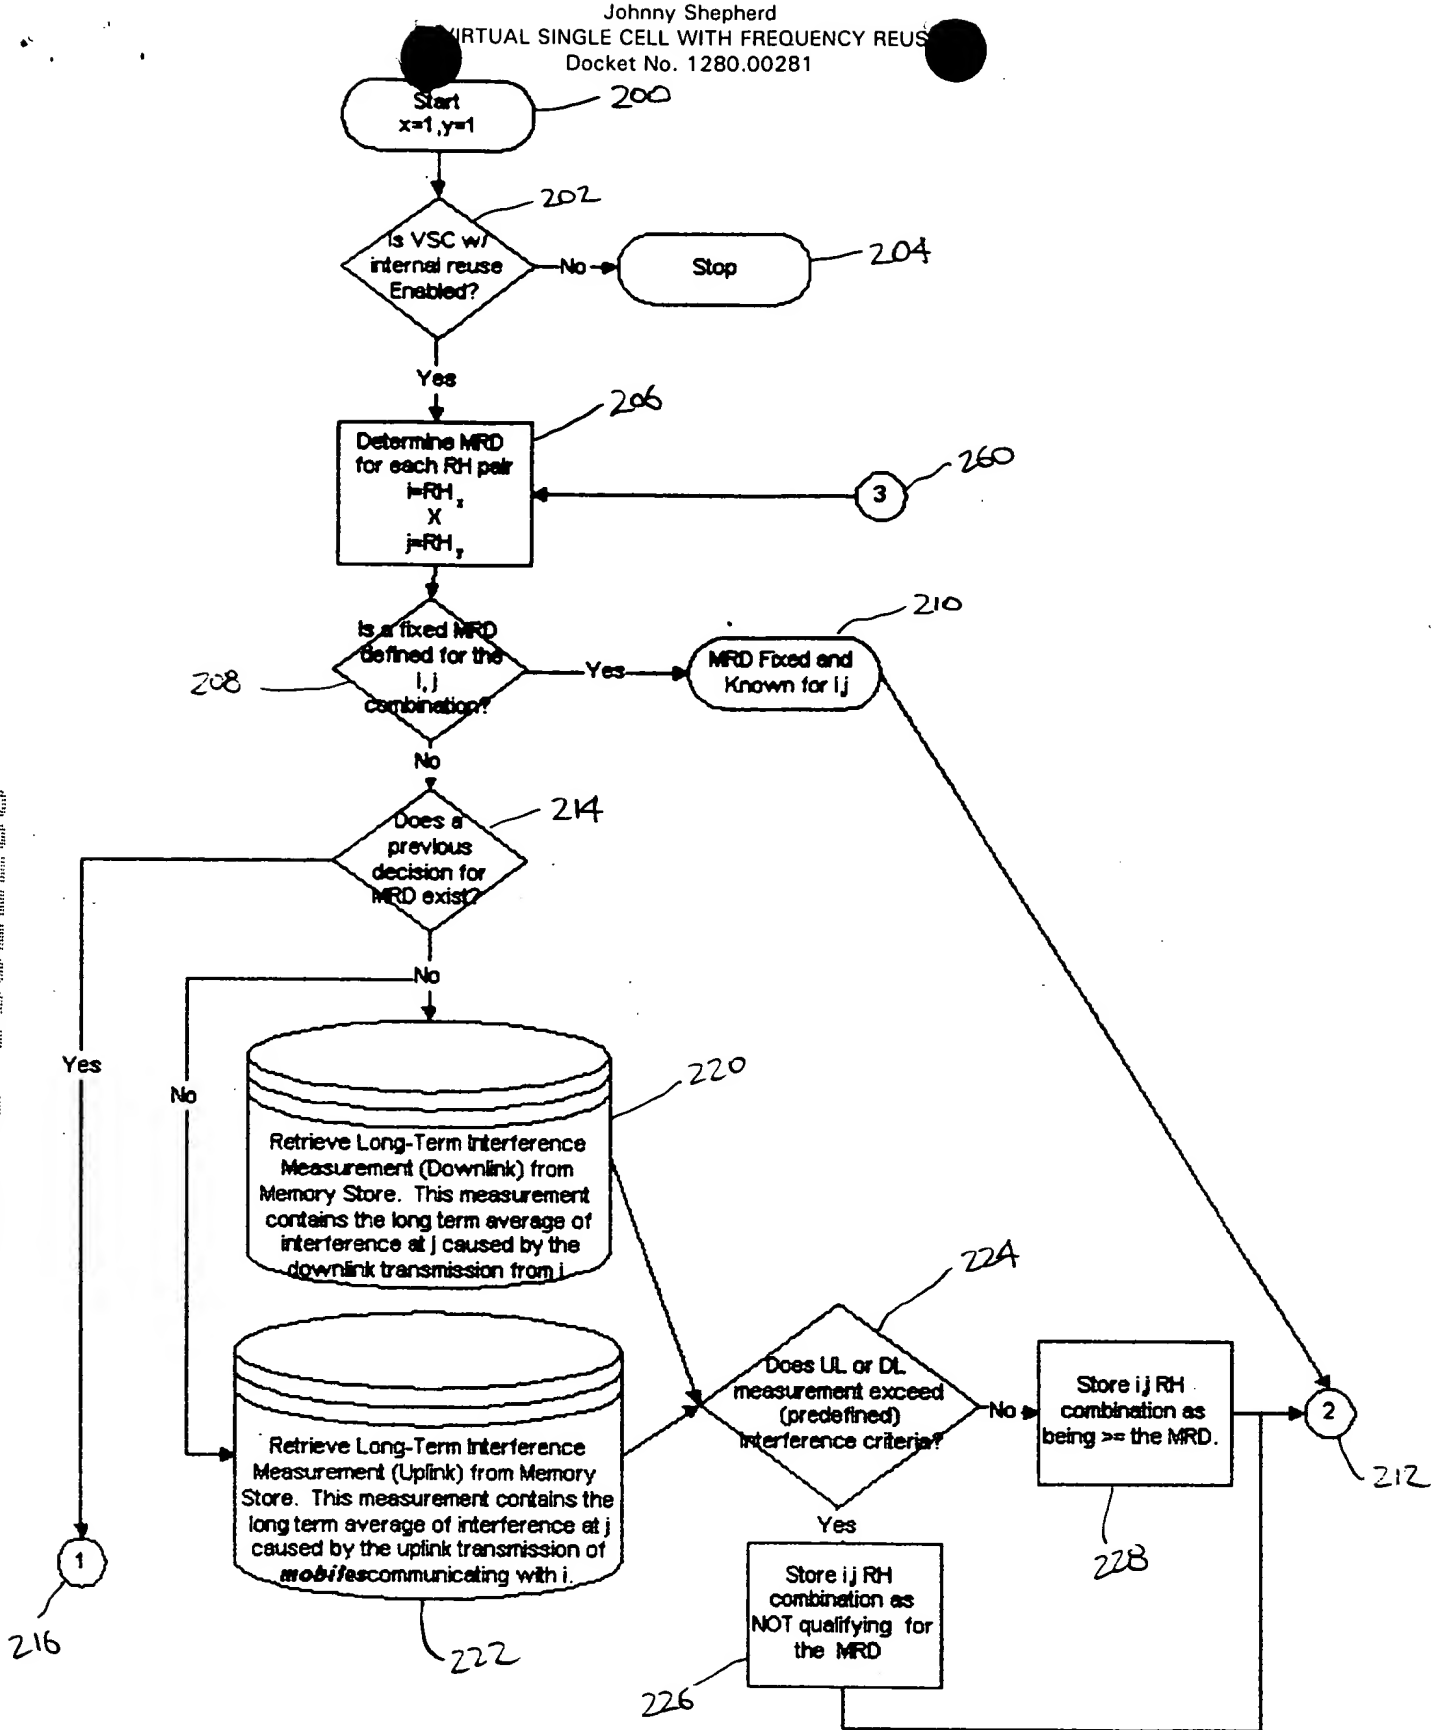 Johnny Shepherd
VIRTUAL SINGLE CELL WITH FREQUENCY REUS
Docket No. 1280.00281
Start
x=1,y=1
200
202
Is VSC w/
internal reuse
Enabled?
No
Stop
204
Yes
206
Determine MRD
for each RH pair
i=RH x
X
j=RH y
3
260
Is a fixed MRD
defined for the
i, j
combination?
208
Yes
MRD Fixed and
Known for i,j
210
No
Does a
previous
decision for
MRD exist?
214
No
Yes
No
Retrieve Long-Term Interference
Measurement (Downlink) from
Memory Store. This measurement
contains the long term average of
interference at j caused by the
downlink transmission from i.
220
Retrieve Long-Term Interference
Measurement (Uplink) from Memory
Store. This measurement contains the
long term average of interference at j
caused by the uplink transmission of
mobiles communicating with i.
222
224
Does UL or DL
measurement exceed
(predefined)
interference criteria?
No
Store i,j RH
combination as
being >= the MRD.
228
2
212
Yes
Store i,j RH
combination as
NOT qualifying for
the MRD
226
1
216